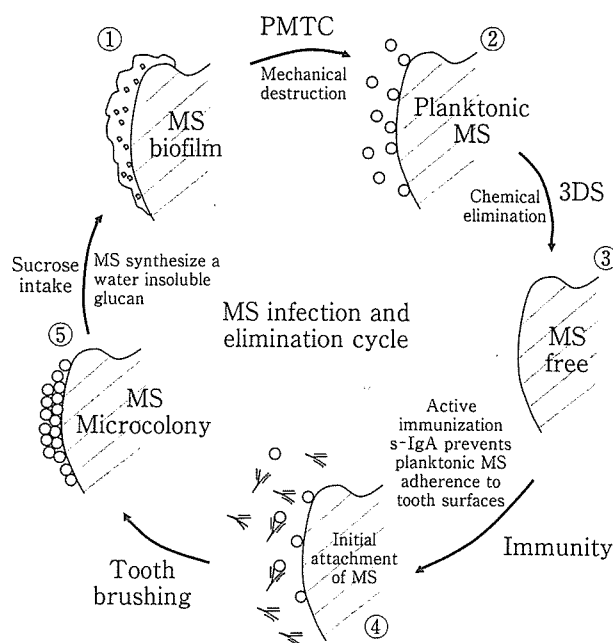 ①
MS
biofilm
PMTC
Mechanical
destruction
②
Planktonic
MS
Chemical
elimination
3DS
③
MS
free
Active
immunization
s-IgA prevents
planktonic MS
adherence to
tooth surfaces
Immunity
④
Initial
attachment
of MS
Tooth
brushing
⑤
MS
Microcolony
Sucrose
intake
MS synthesize a
water insoluble
glucan
MS infection and
elimination cycle